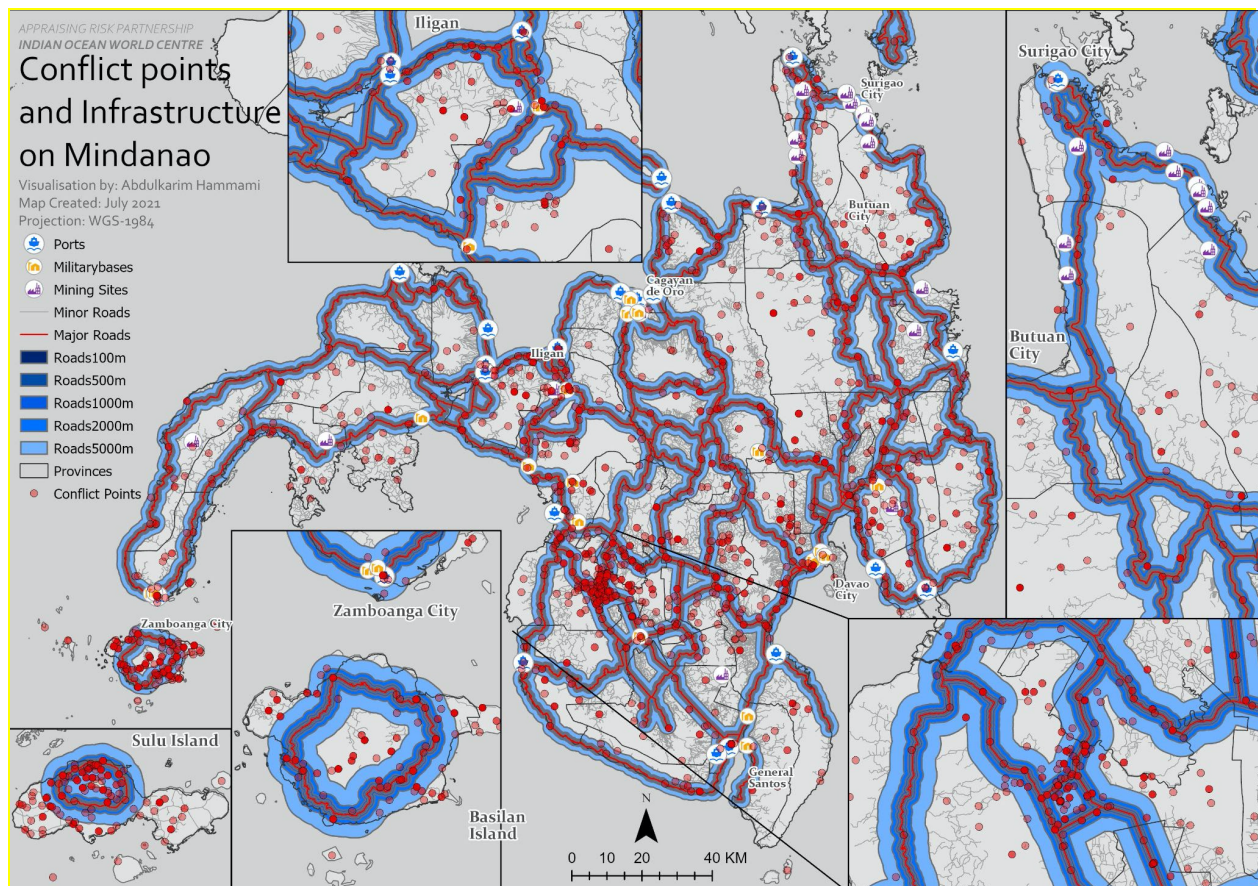 APPRAISING RISK PARTNERSHIP
INDIAN OCEAN WORLD CENTRE
Conflict points
and Infrastructure
on Mindanao
Visualisation by: Abdulkarim Hammami
Map Created: July 2021
Projection: WGS-1984
Ports
Militarybases
Mining Sites
Minor Roads
Major Roads
Roads100m
Roads500m
Roads1000m
Roads2000m
Roads5000m
Provinces
Conflict Points
Iligan
Surigao
City
Butuan
City
Cagayan
de Oro
Iligan
Davao
City
General
Santos
Zamboanga City
Surigao City
Butuan
City
Zamboanga City
Basilan
Island
Sulu Island
N
0 10 20 40 KM